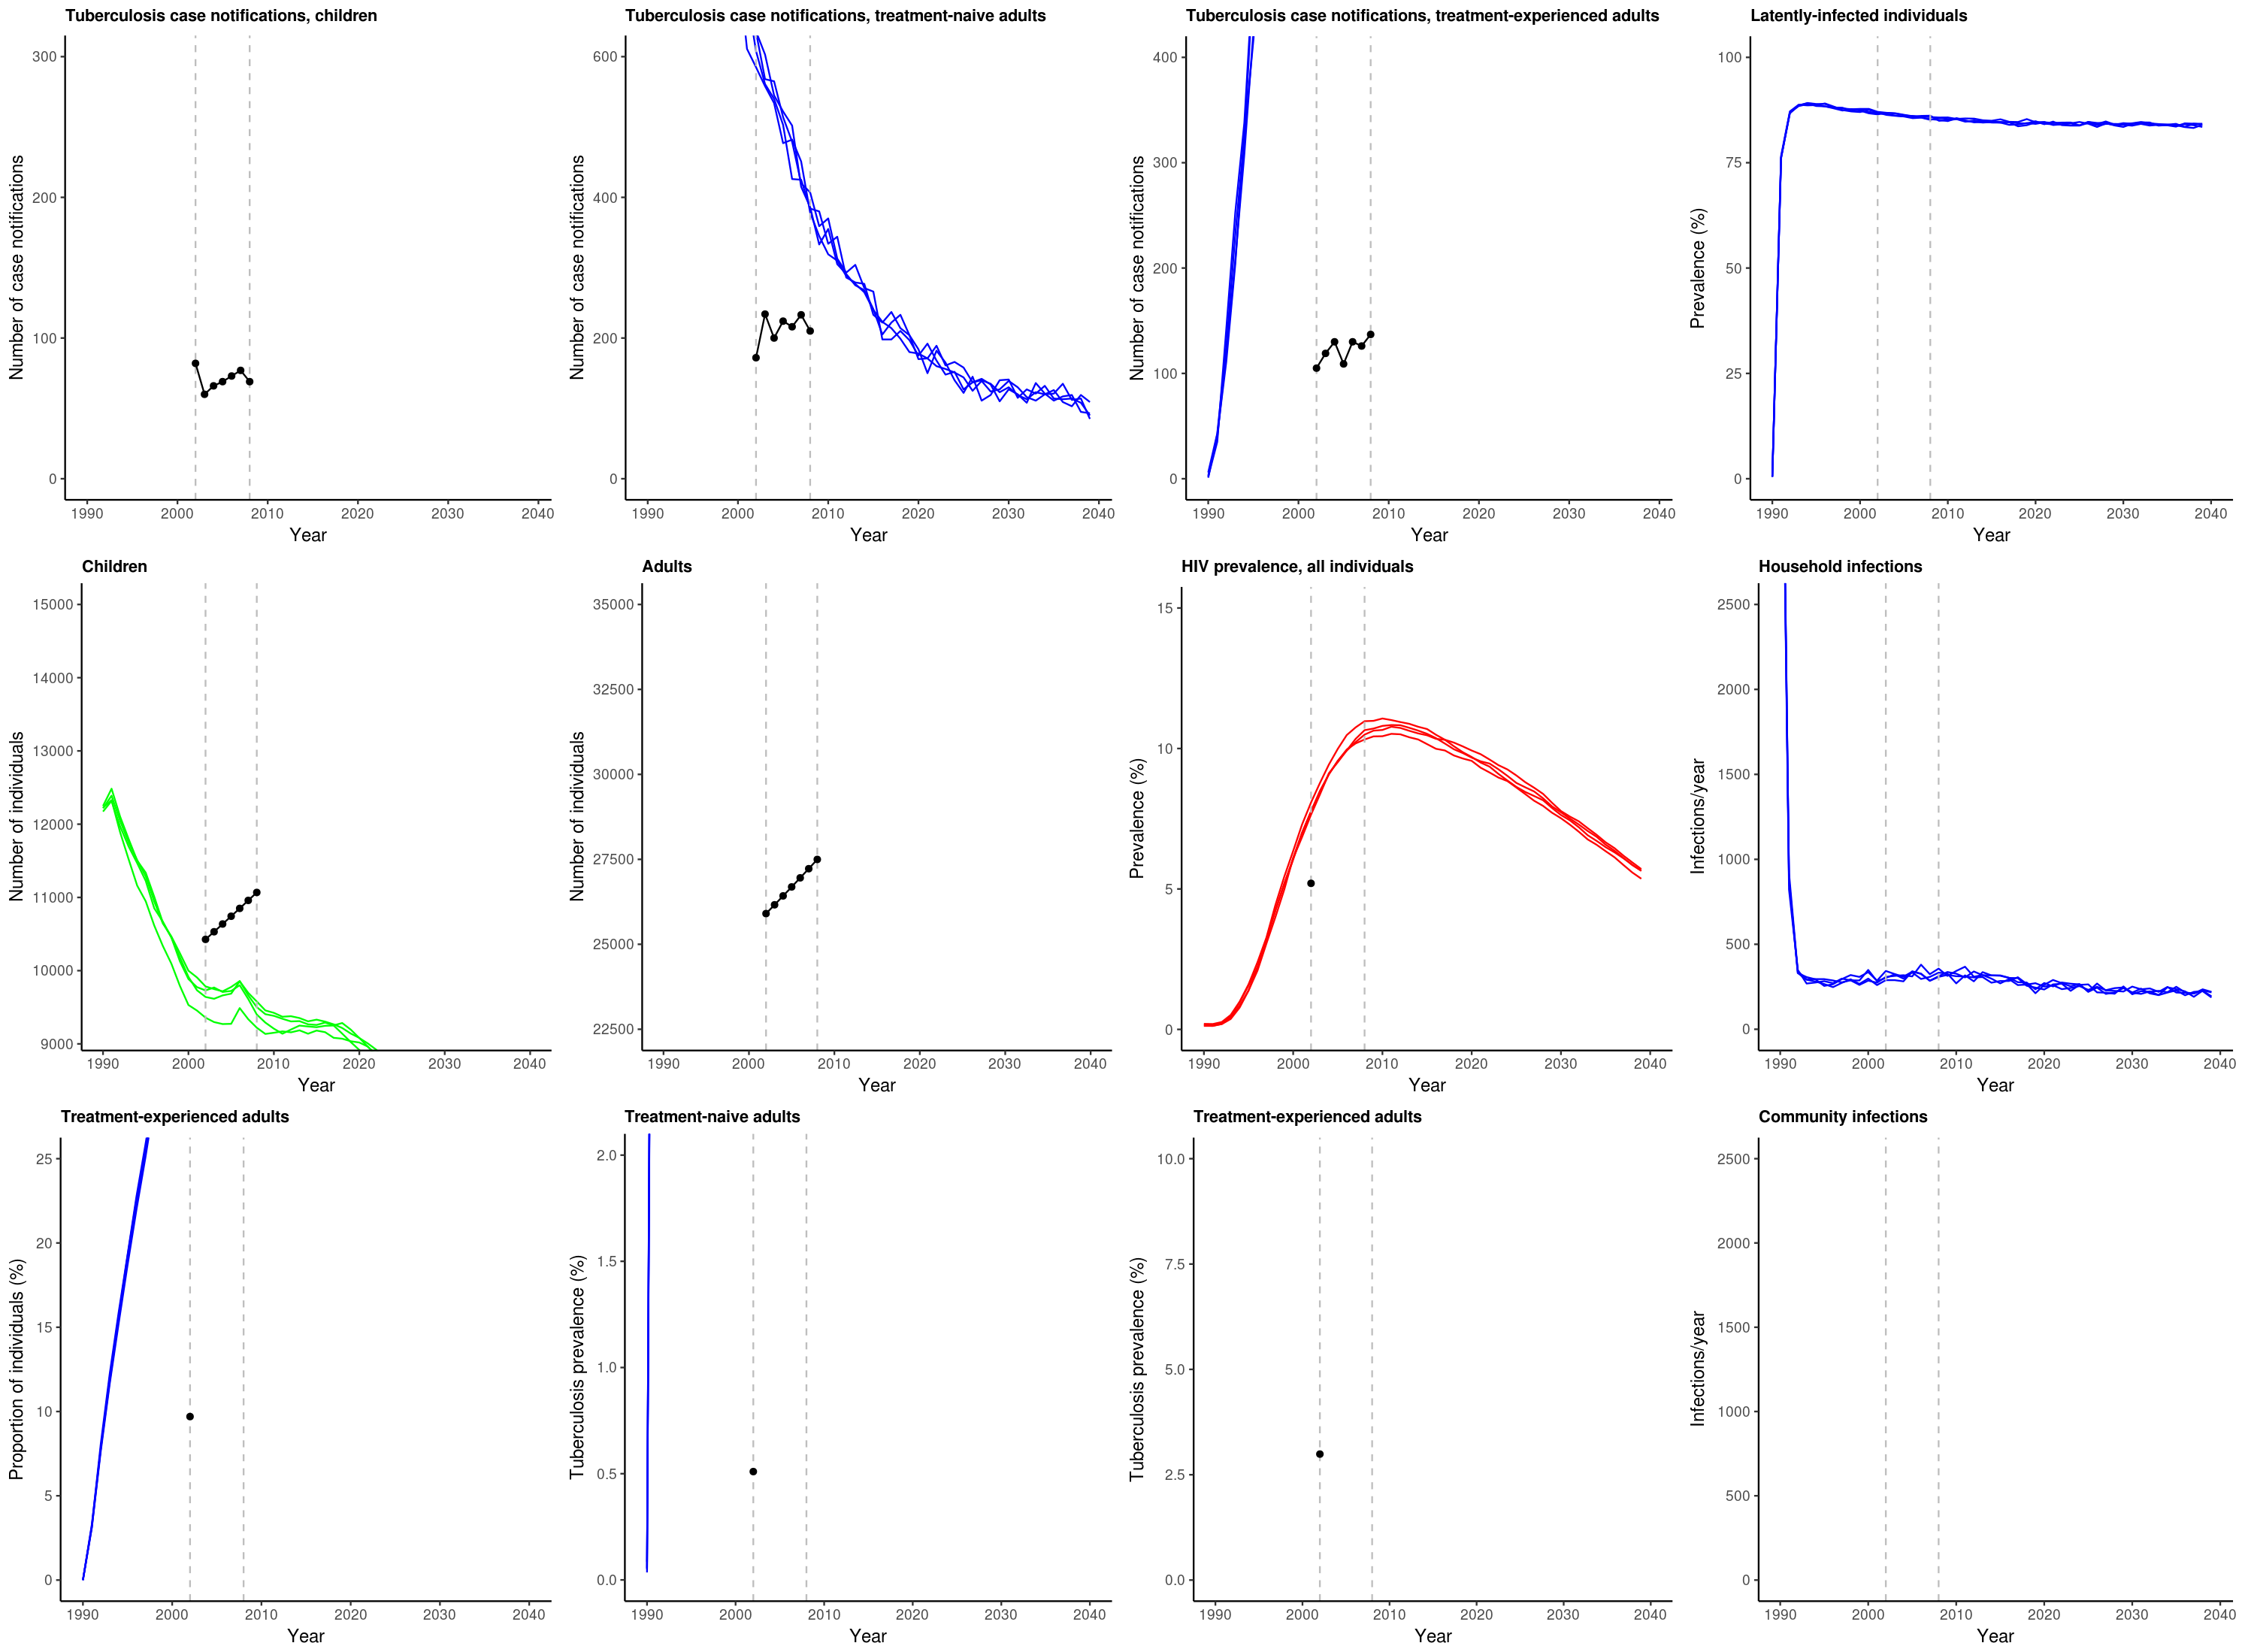 Tuberculosis case notifications, children
Number of case notifications
300
200
100
0
1990 2000 2010 2020 2030 2040
Year
Tuberculosis case notifications, treatment-naive adults
Number of case notifications
600
400
200
0
1990 2000 2010 2020 2030 2040
Year
Tuberculosis case notifications, treatment-experienced adults
Number of case notifications
400
300
200
100
0
1990 2000 2010 2020 2030 2040
Year
Latently-infected individuals
Prevalence (%)
100
75
50
25
0
1990 2000 2010 2020 2030 2040
Year
Children
Number of individuals
15000
14000
13000
12000
11000
10000
9000
1990 2000 2010 2020 2030 2040
Year
Adults
Number of individuals
35000
32500
30000
27500
25000
22500
1990 2000 2010 2020 2030 2040
Year
HIV prevalence, all individuals
Prevalence (%)
15
10
5
0
1990 2000 2010 2020 2030 2040
Year
Household infections
Infections/year
2500
2000
1500
1000
500
0
1990 2000 2010 2020 2030 2040
Year
Treatment-experienced adults
Proportion of individuals (%)
25
20
15
10
5
0
1990 2000 2010 2020 2030 2040
Year
Treatment-naive adults
Tuberculosis prevalence (%)
2.0
1.5
1.0
0.5
0.0
1990 2000 2010 2020 2030 2040
Year
Treatment-experienced adults
Tuberculosis prevalence (%)
10.0
7.5
5.0
2.5
0.0
1990 2000 2010 2020 2030 2040
Year
Community infections
Infections/year
2500
2000
1500
1000
500
0
1990 2000 2010 2020 2030 2040
Year